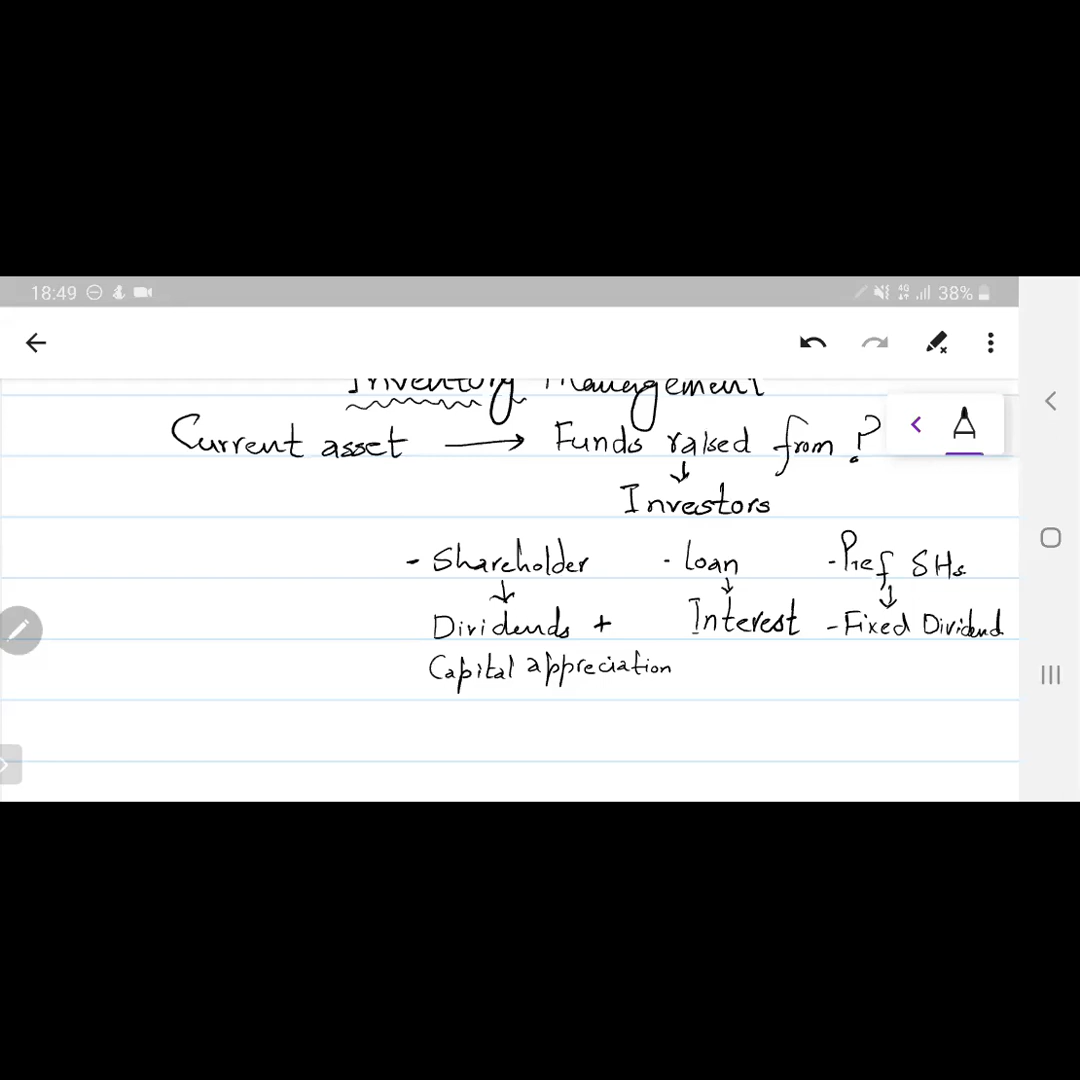 18:49
4G
38%
Inventory Management
Current asset → Funds raised from ?
↓
Investors
- Shareholder - loan - Pref SHs
↓ ↓ ↓
Dividends + Interest - Fixed Dividend
Capital appreciation